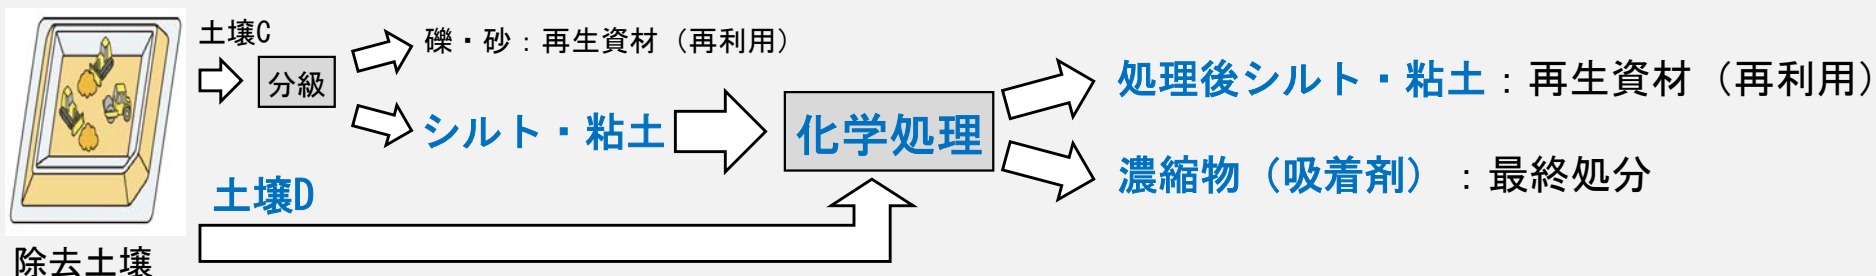 除去土壌
土壌C
分級
礫・砂：再生資材（再利用）
シルト・粘土
土壌D
化学処理
処理後シルト・粘土：再生資材（再利用）
濃縮物（吸着剤）：最終処分